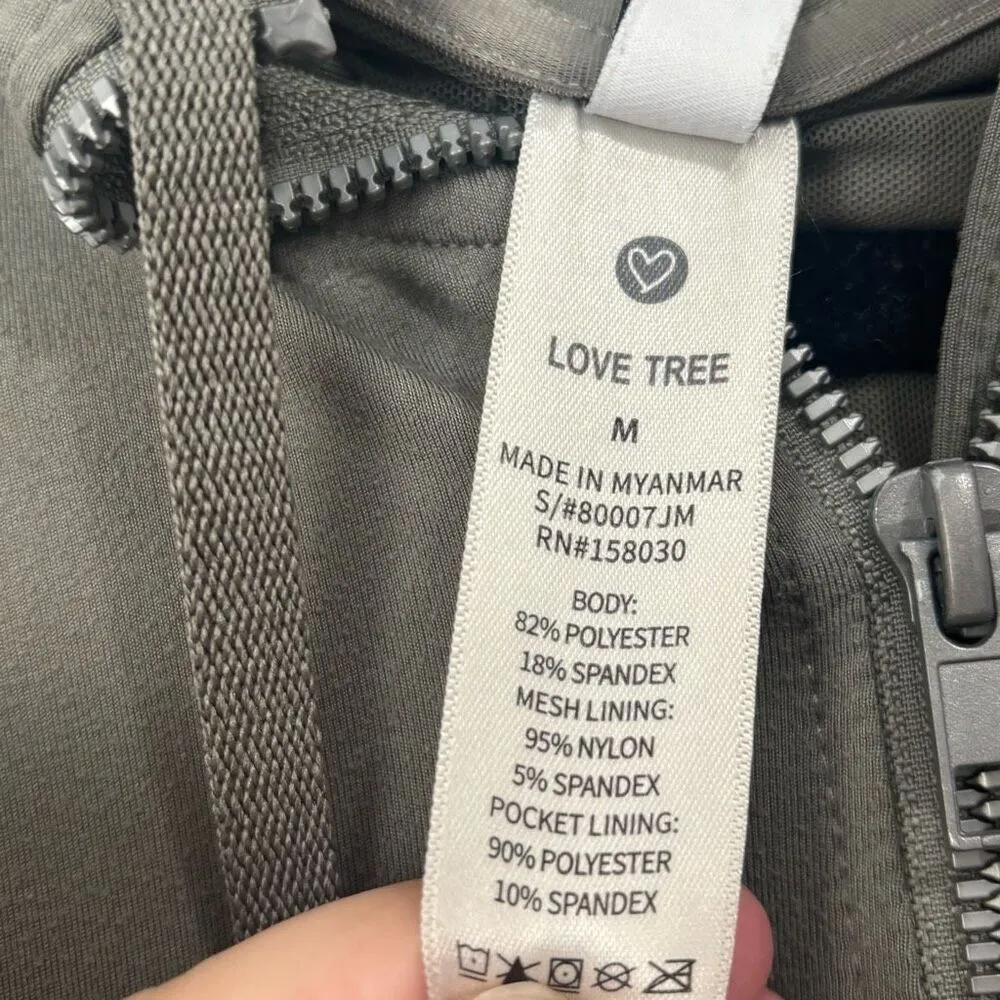 LOVE TREE
M
MADE IN MYANMAR
S/#80007JM
RN#158030
BODY:
82% POLYESTER
18% SPANDEX
MESH LINING:
95% NYLON
5% SPANDEX
POCKET LINING:
90% POLYESTER
10% SPANDEX